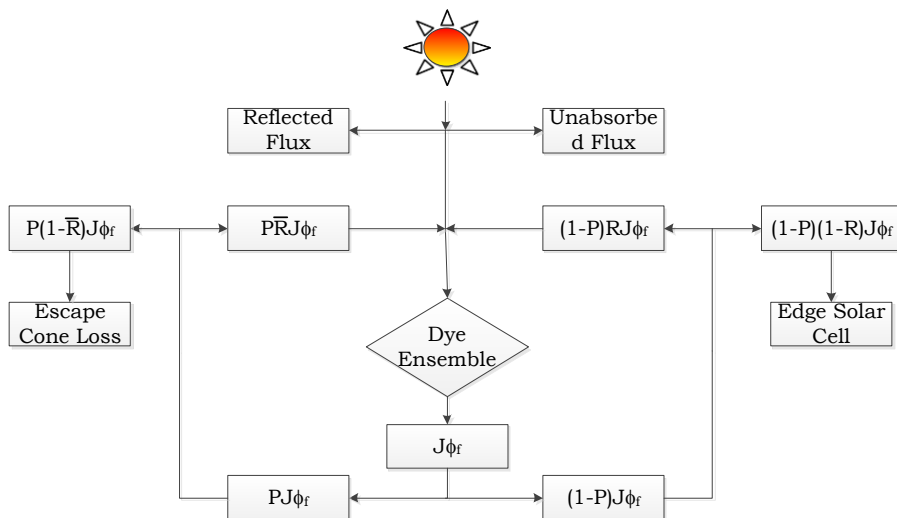 Reflected
Flux
Unabsorbe
d Flux
P(1-R̅)Jϕf
PR̅Jϕf
(1-P)RJϕf
(1-P)(1-R)Jϕf
Escape
Cone Loss
Edge Solar
Cell
Dye
Ensemble
Jϕf
PJϕf
(1-P)Jϕf